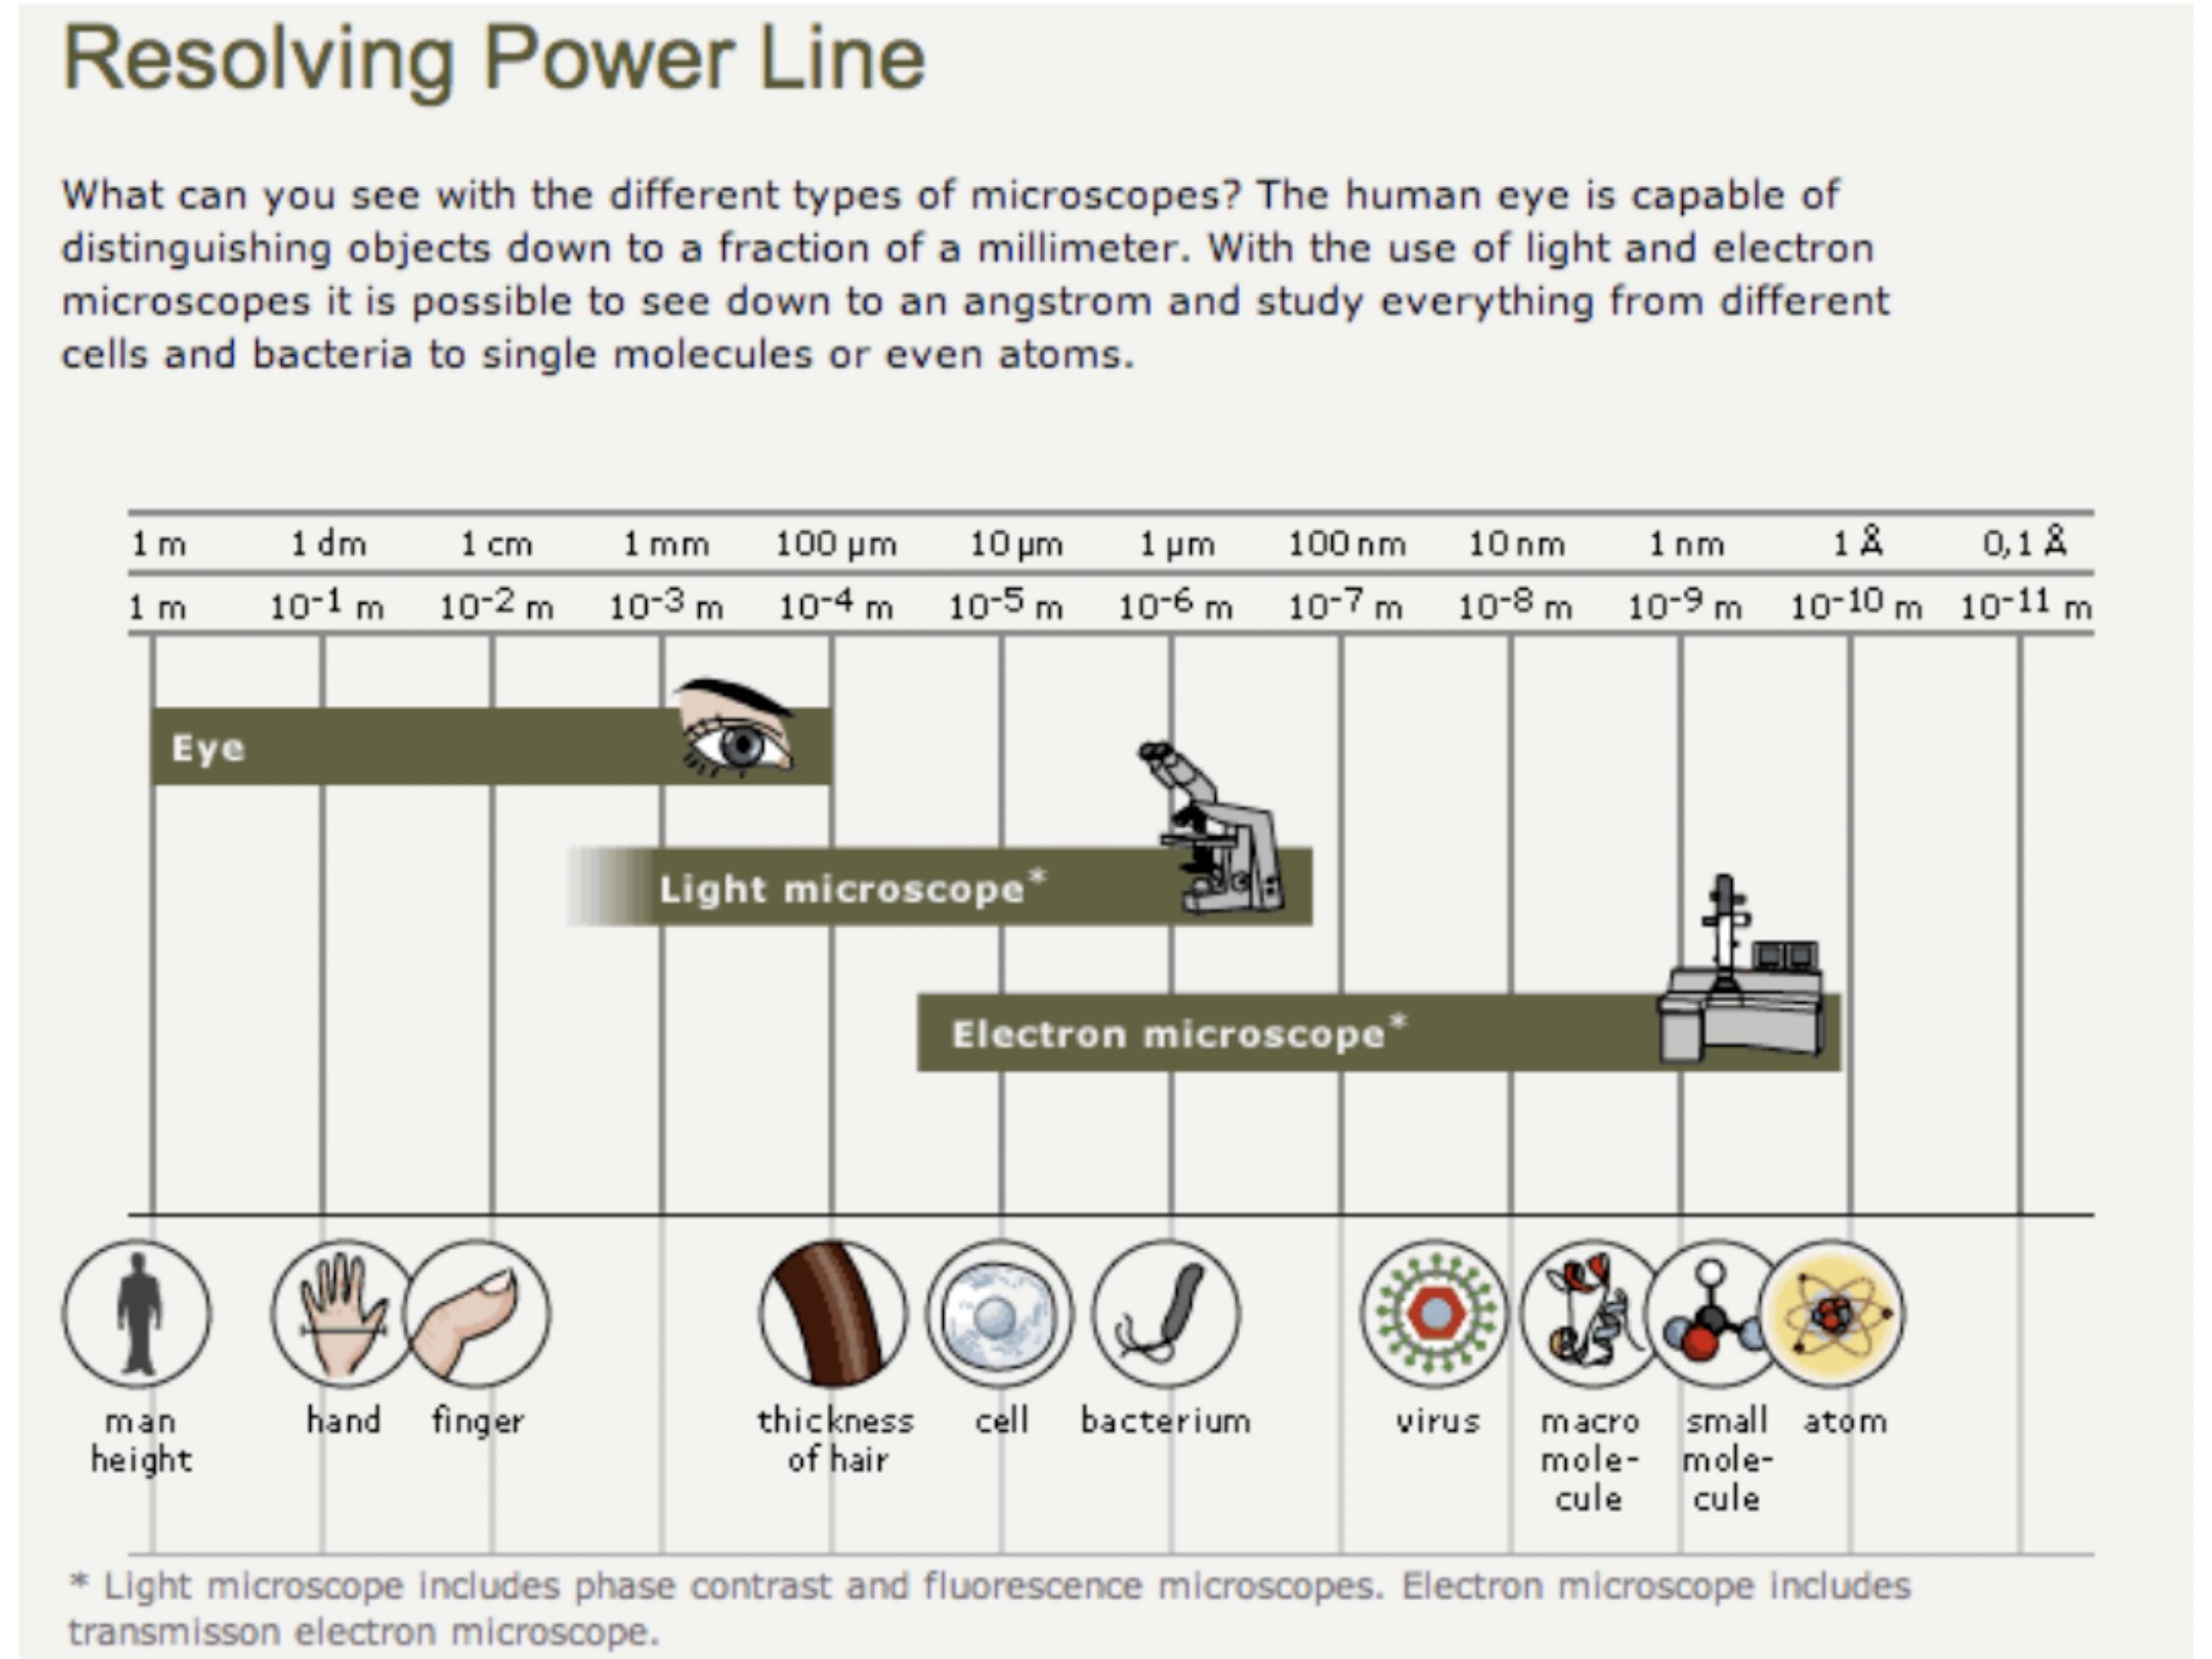 Resolving Power Line
What can you see with the different types of microscopes? The human eye is capable of
distinguishing objects down to a fraction of a millimeter. With the use of light and electron
microscopes it is possible to see down to an angstrom and study everything from different
cells and bacteria to single molecules or even atoms.
1 m 1 dm 1 cm 1 mm 100 µm 10 µm 1 µm 100 nm 10 nm 1 nm 1 Å 0,1 Å
1 m 10⁻¹ m 10⁻² m 10⁻³ m 10⁻⁴ m 10⁻⁵ m 10⁻⁶ m 10⁻⁷ m 10⁻⁸ m 10⁻⁹ m 10⁻¹⁰ m 10⁻¹¹ m
Eye
Light microscope*
Electron microscope*
man hand finger thickness cell bacterium virus macro small atom
height of hair mole- mole-
cule cule
* Light microscope includes phase contrast and fluorescence microscopes. Electron microscope includes
transmisson electron microscope.